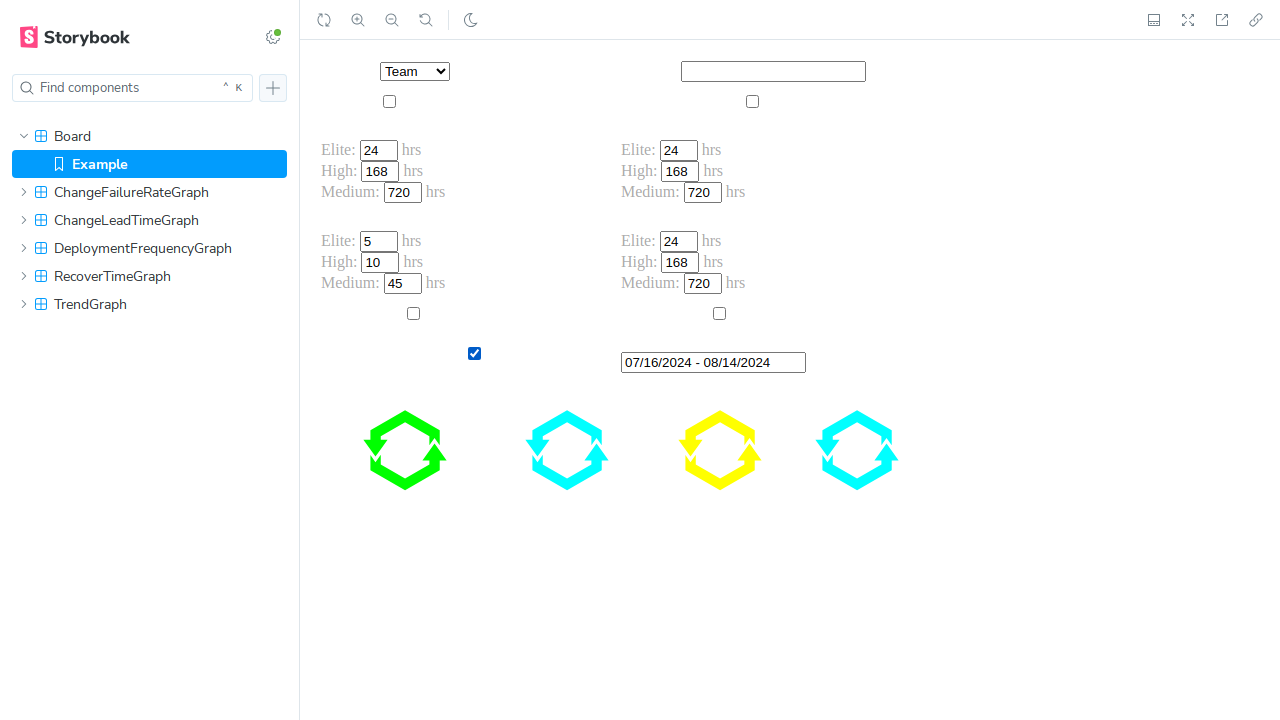 Storybook
Find components
^ K
Board
Example
ChangeFailureRateGraph
ChangeLeadTimeGraph
DeploymentFrequencyGraph
RecoverTimeGraph
TrendGraph
Team
Elite: 24 hrs
High: 168 hrs
Medium: 720 hrs
Elite: 24 hrs
High: 168 hrs
Medium: 720 hrs
Elite: 5 hrs
High: 10 hrs
Medium: 45 hrs
Elite: 24 hrs
High: 168 hrs
Medium: 720 hrs
07/16/2024 - 08/14/2024